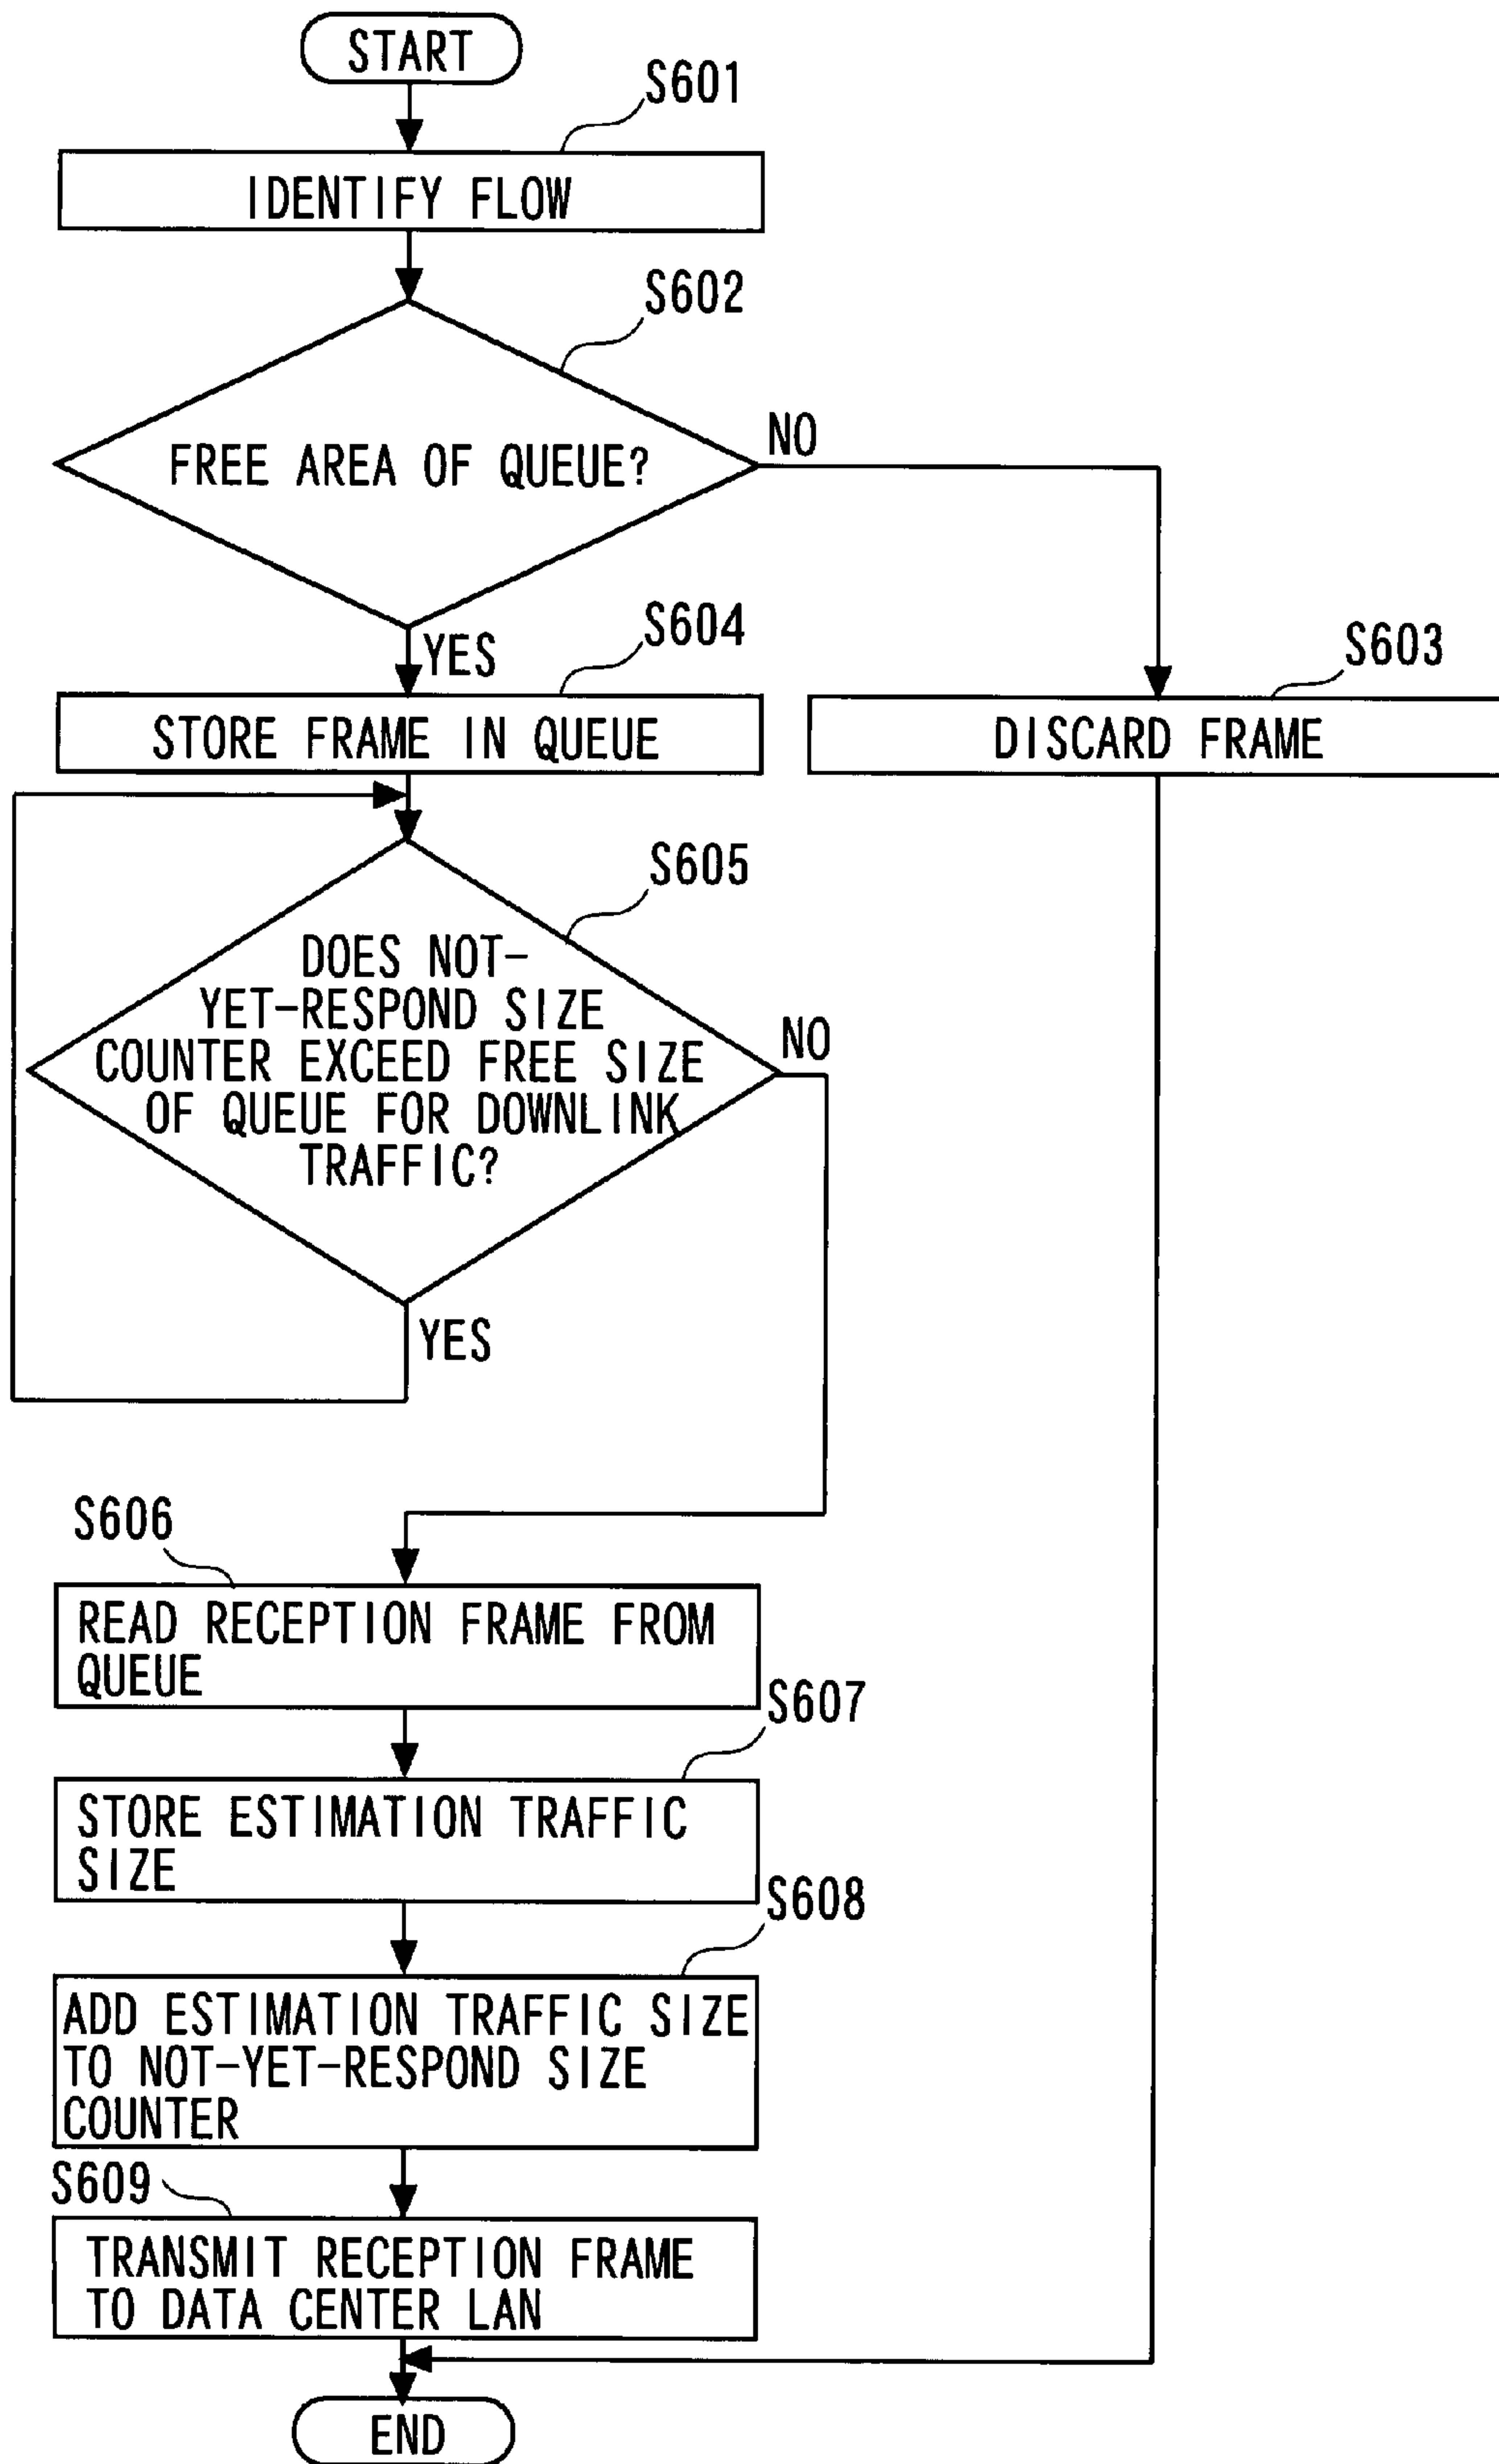 START
S601
IDENTIFY FLOW
S602
FREE AREA OF QUEUE?
NO
YES
S604
STORE FRAME IN QUEUE
S603
DISCARD FRAME
S605
DOES NOT-
YET-RESPOND SIZE
COUNTER EXCEED FREE SIZE
OF QUEUE FOR DOWNLINK
TRAFFIC?
NO
YES
S606
READ RECEPTION FRAME FROM
QUEUE
S607
STORE ESTIMATION TRAFFIC
SIZE
S608
ADD ESTIMATION TRAFFIC SIZE
TO NOT-YET-RESPOND SIZE
COUNTER
S609
TRANSMIT RECEPTION FRAME
TO DATA CENTER LAN
END